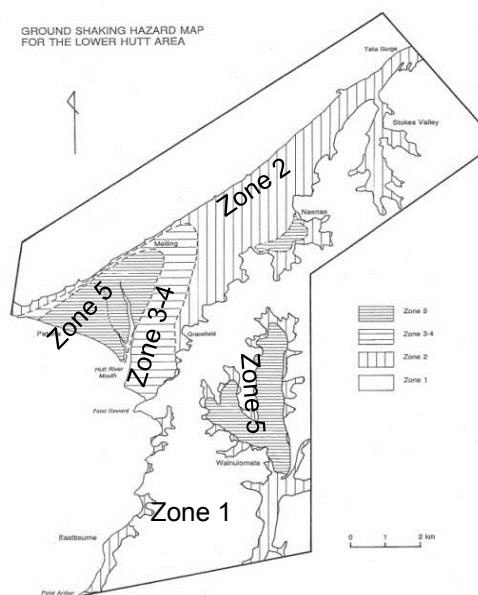 GROUND SHAKING HAZARD MAP
FOR THE LOWER HUTT AREA
Taita Gorge
Stokes Valley
Zone 2
Naenae
Melling
Zone 5
Zone 3-4
Gracefield
Hutt River
Mouth
Point Howard
Zone 5
Wainuiomata
Zone 1
Eastbourne
Point Arthur
Zone 5
Zone 3-4
Zone 2
Zone 1
0 1 2 km